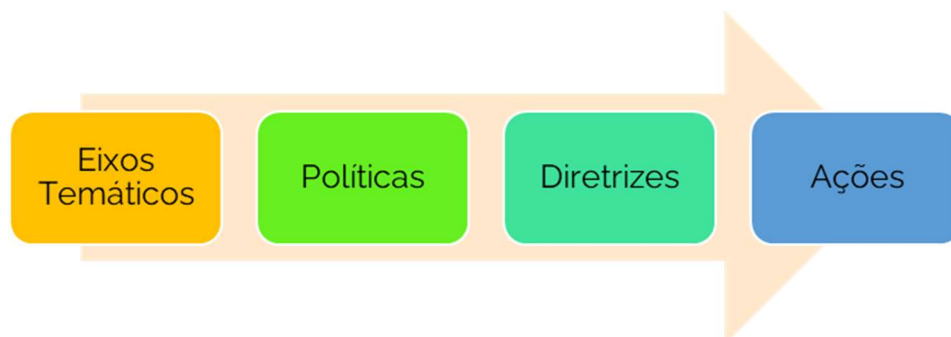 Eixos
Temáticos
Políticas
Diretrizes
Ações